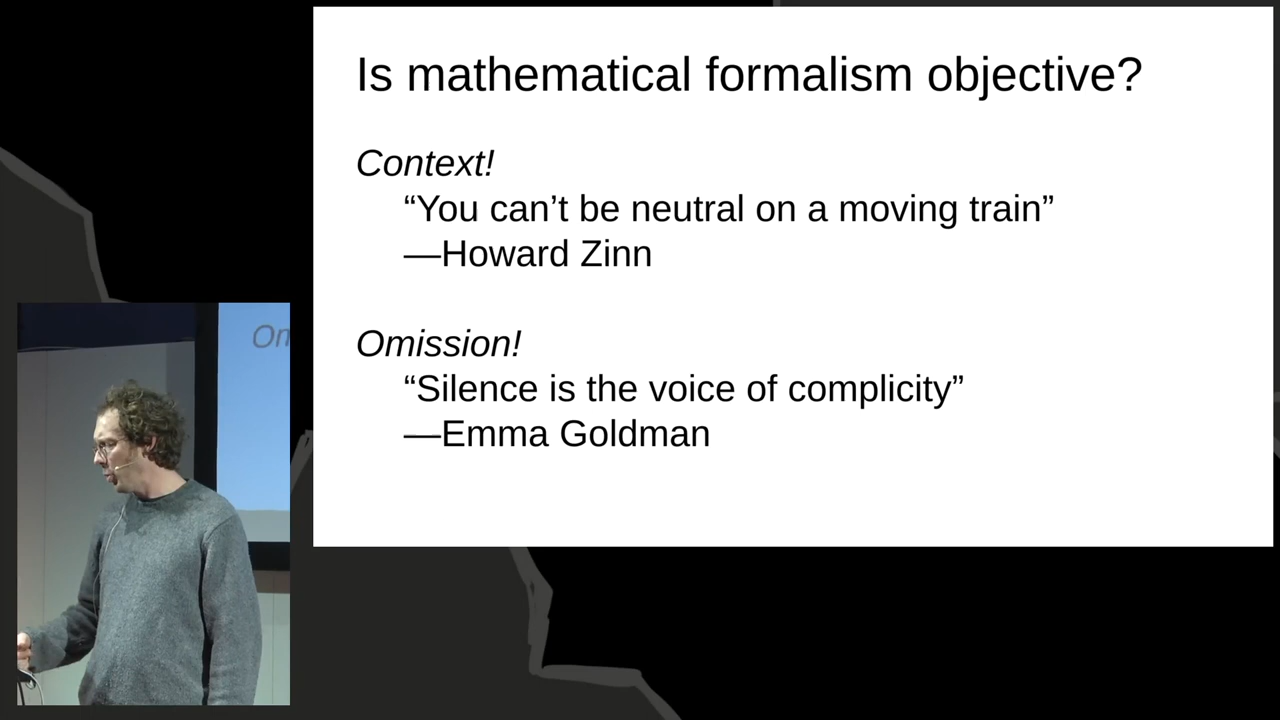 Is mathematical formalism objective?
Context!
“You can’t be neutral on a moving train”
—Howard Zinn
Omission!
“Silence is the voice of complicity”
—Emma Goldman
On